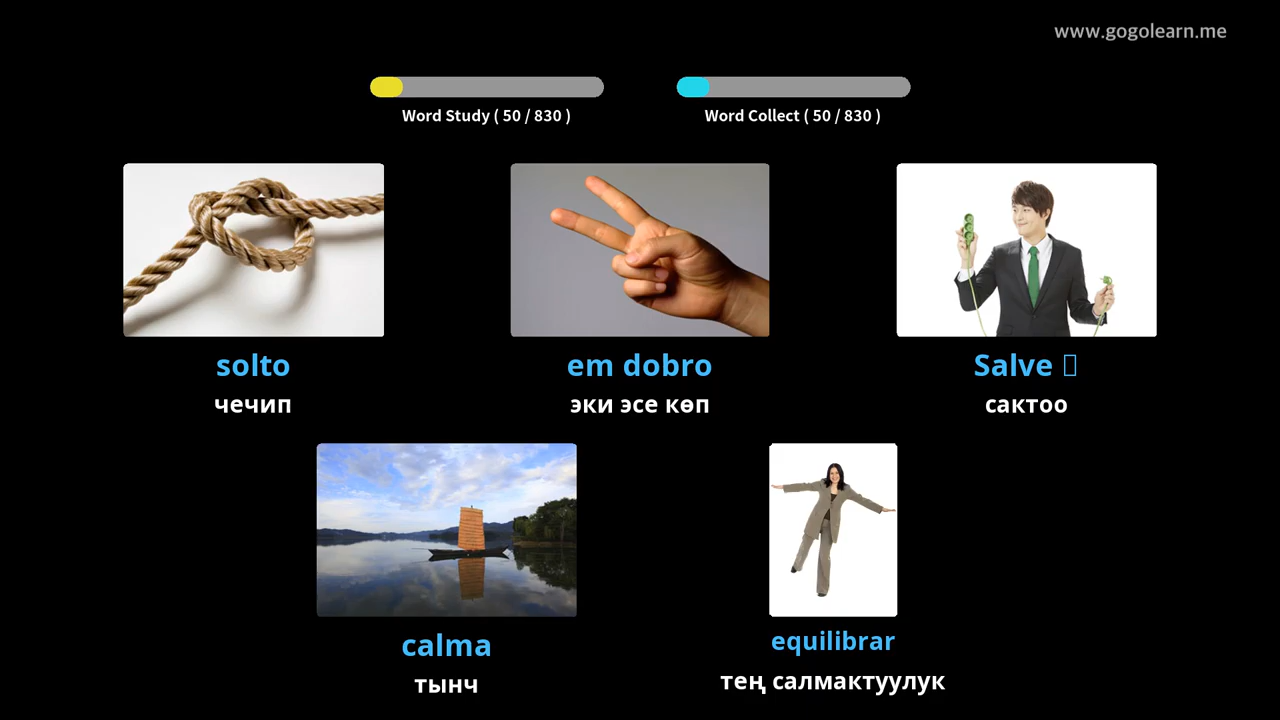 www.gogolearn.me
Word Study ( 50 / 830 )
Word Collect ( 50 / 830 )
solto
чечип
em dobro
эки эсе көп
Salve
сактоо
calma
тынч
equilibrar
тең салмактуулук